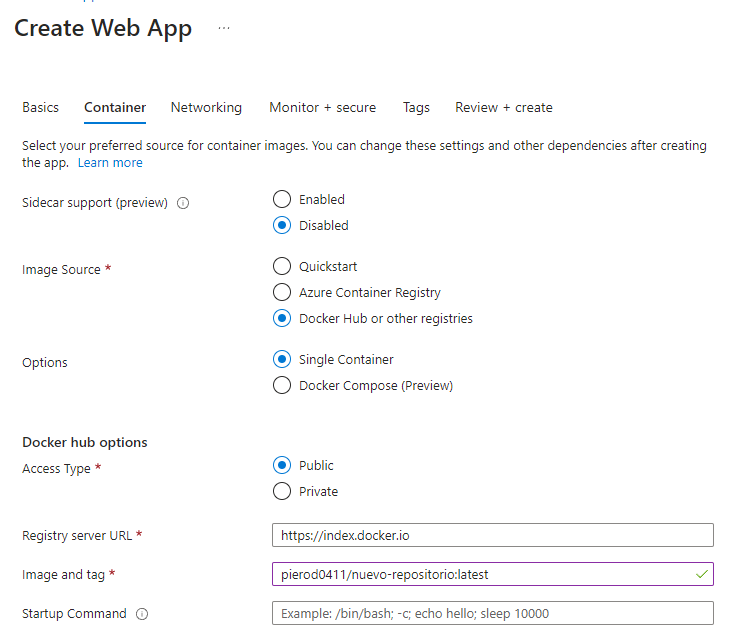 Create Web App ...
Basics Container Networking Monitor + secure Tags Review + create
Select your preferred source for container images. You can change these settings and other dependencies after creating
the app. Learn more
Sidecar support (preview)
Enabled
Disabled
Image Source *
Quickstart
Azure Container Registry
Docker Hub or other registries
Options
Single Container
Docker Compose (Preview)
Docker hub options
Access Type *
Public
Private
Registry server URL * https://index.docker.io
Image and tag * pierod0411/nuevo-repositorio:latest
Startup Command Example: /bin/bash; -c; echo hello; sleep 10000